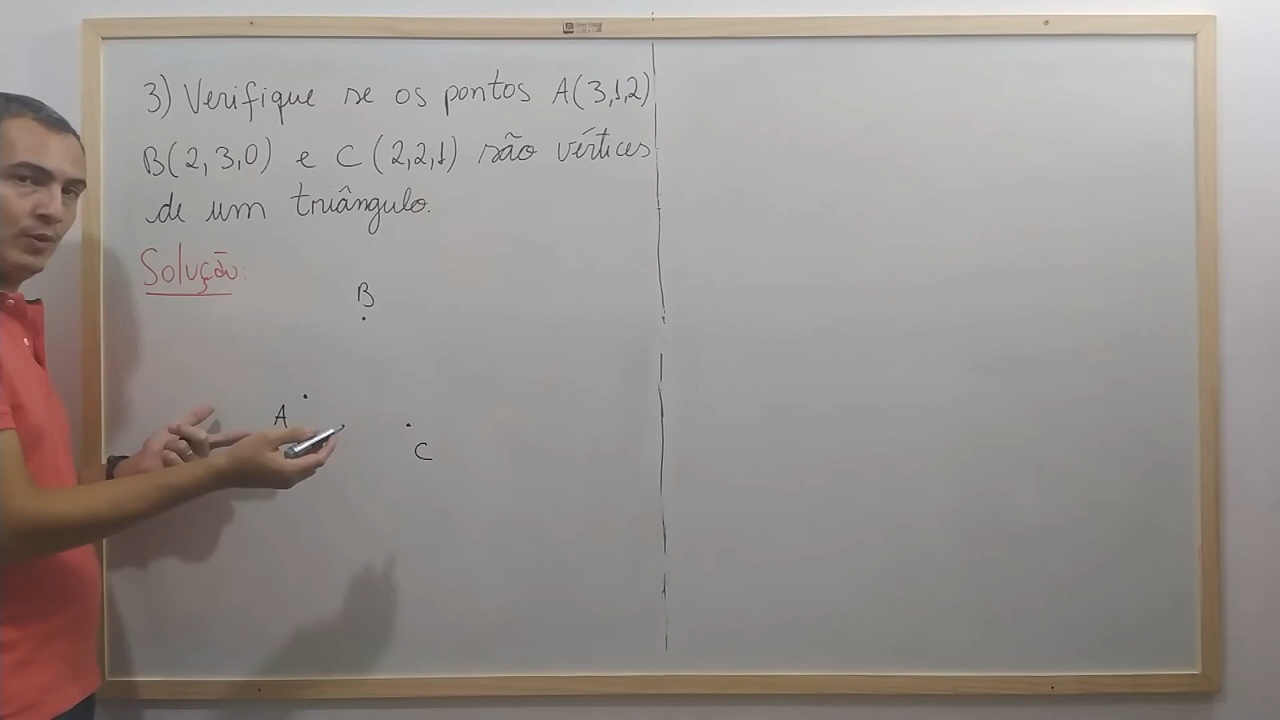 3) Verifique se os pontos A(3,1,2)
B(2,3,0) e C(2,2,1) são vértices
de um triângulo.
Solução:
B
A
C